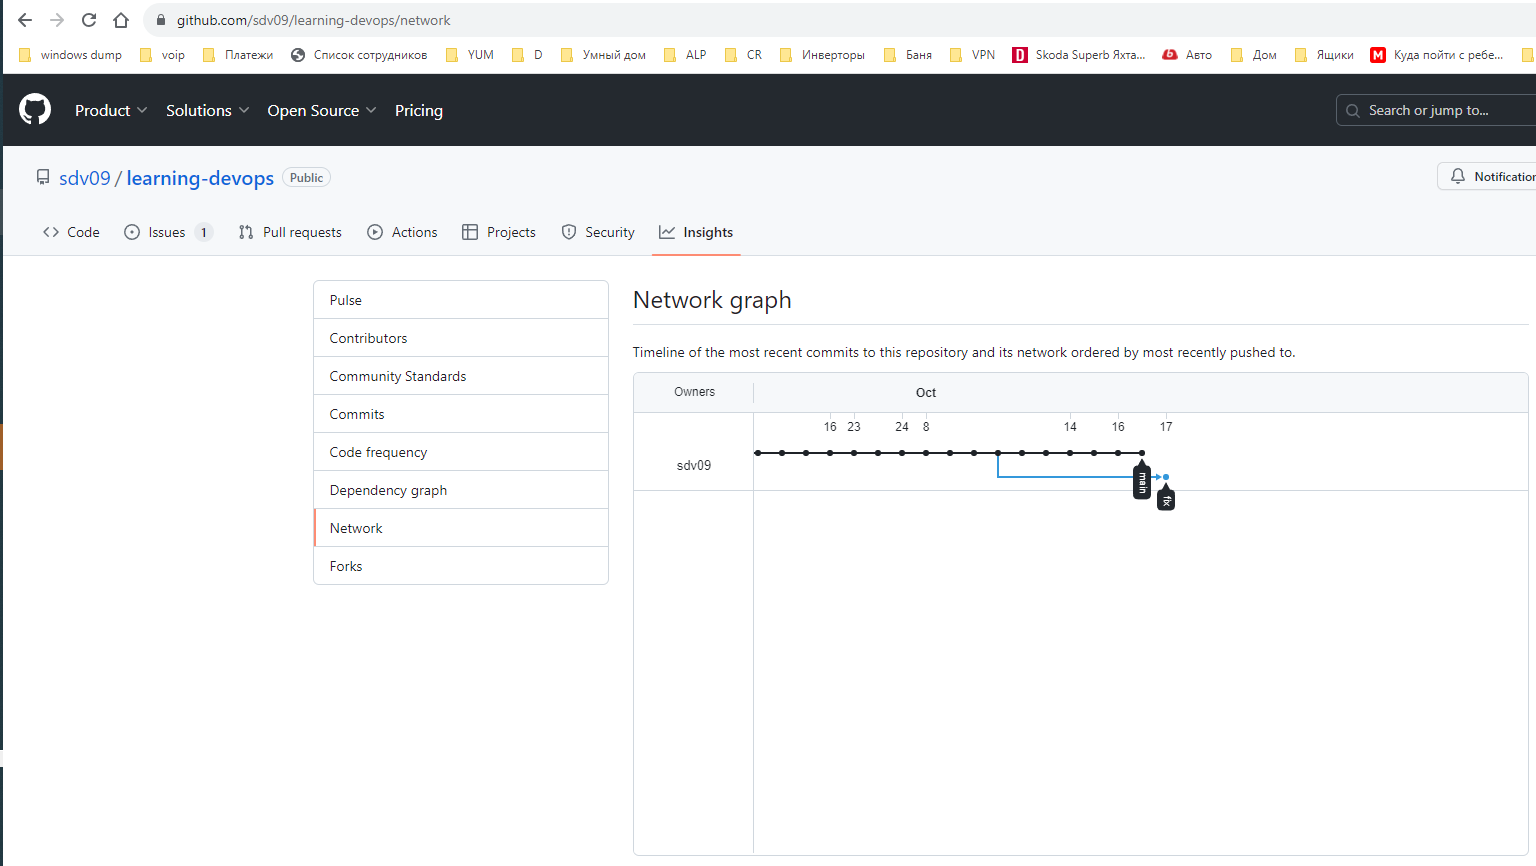 github.com/sdv09/learning-devops/network
windows dump voip Платежи Список сотрудников YUM D Умный дом ALP CR Инверторы Баня VPN Skoda Superb Яхта... Авто Дом Ящики Куда пойти с ребе...
Product Solutions Open Source Pricing Search or jump to...
sdv09 / learning-devops Public Notification
Code Issues 1 Pull requests Actions Projects Security Insights
Pulse
Contributors
Community Standards
Commits
Code frequency
Dependency graph
Network
Forks
Network graph
Timeline of the most recent commits to this repository and its network ordered by most recently pushed to.
Owners Oct
16 23 24 8 14 16 17
sdv09
main
fix